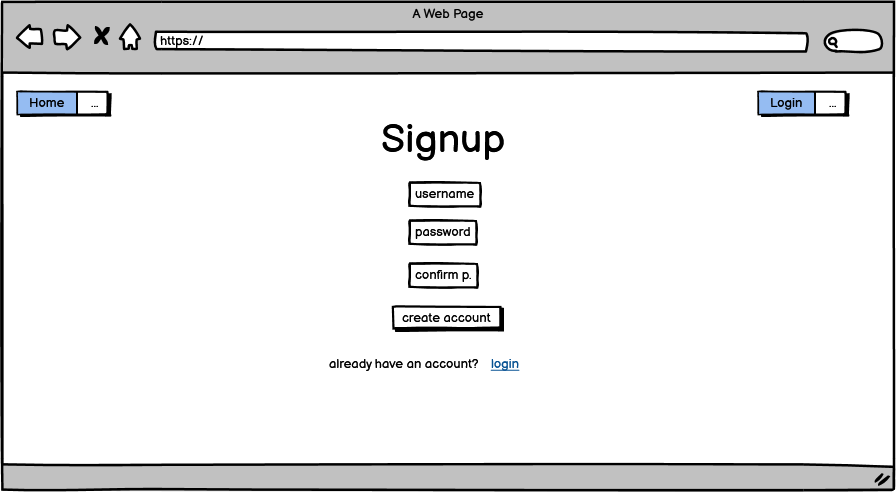 A Web Page
https://
Home ...
Login ...
Signup
username
password
confirm p.
create account
already have an account? login